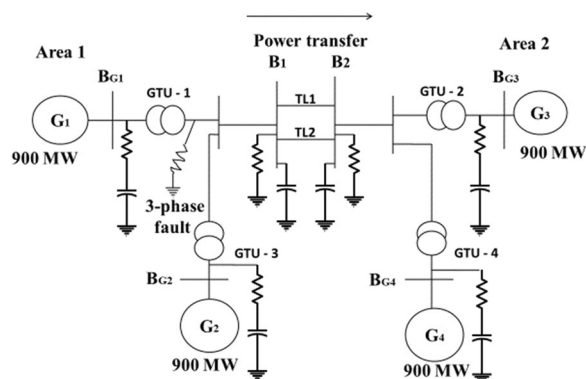 Power transfer
Area 1
Area 2
B1
B2
BG1
GTU - 1
GTU - 2
BG3
TL1
TL2
G1
G3
900 MW
900 MW
3-phase
fault
GTU - 3
GTU - 4
BG2
BG4
G2
G4
900 MW
900 MW